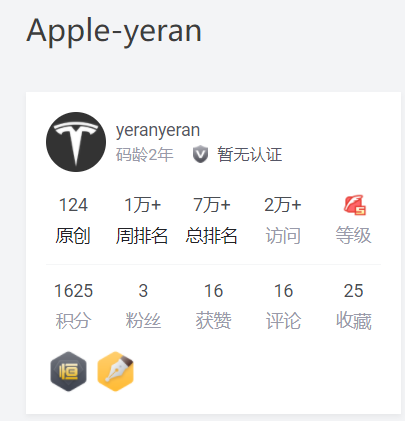 Apple-yeran
yeranyeran
码龄2年 暂无认证
124 1万+ 7万+ 2万+
原创 周排名 总排名 访问 等级
1625 3 16 16 25
积分 粉丝 获赞 评论 收藏